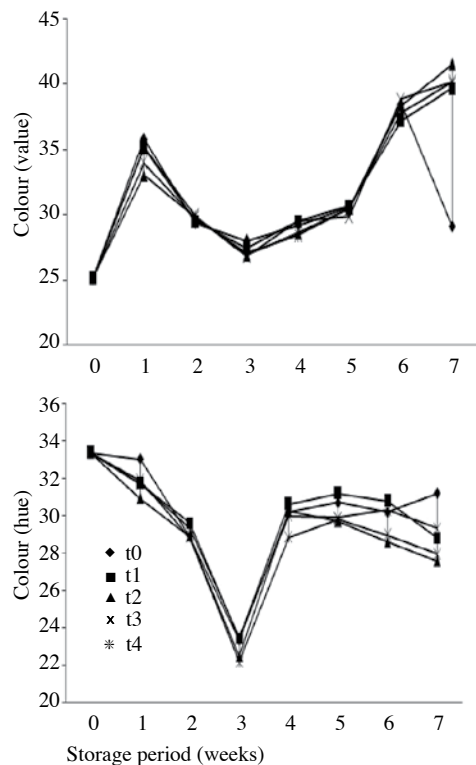 45
40
35
30
25
20
Colour (value)
0 1 2 3 4 5 6 7
36
34
32
30
28
26
24
22
20
Colour (hue)
t0
t1
t2
t3
t4
0 1 2 3 4 5 6 7
Storage period (weeks)